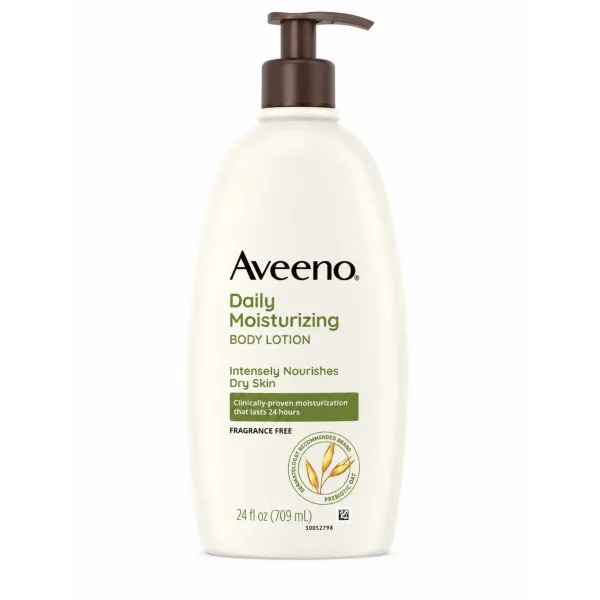 Aveeno®
Daily
Moisturizing
BODY LOTION
Intensely Nourishes
Dry Skin
Clinically-proven moisturization
that lasts 24 hours
FRAGRANCE FREE
DERMATOLOGIST RECOMMENDED BRAND
PREBIOTIC OAT
24 fl oz (709 mL)
30052798